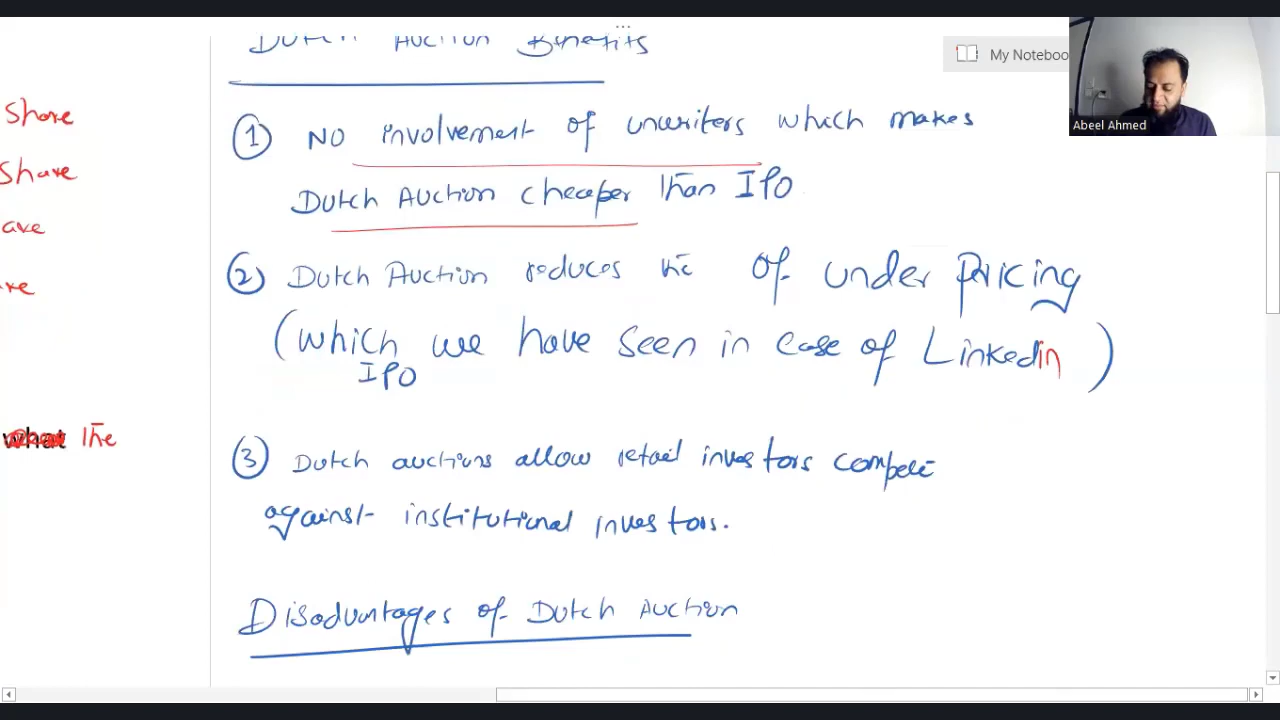 Dutch Auction Benefits
My Noteboo
Abeel Ahmed
Share
Share
ave
re
what the
① No involvement of unwriters which makes
Dutch Auction cheaper than IPO
② Dutch Auction reduces the of under pricing
(which we have seen in case of Linkedin)
IPO
③ Dutch auctions allow retail investors compete
against institutional investors.
Disadvantages of Dutch Auction